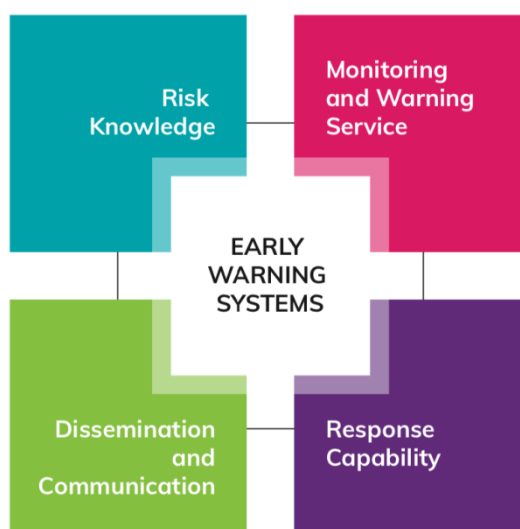 Risk
Knowledge
Monitoring
and Warning
Service
EARLY
WARNING
SYSTEMS
Dissemination
and
Communication
Response
Capability